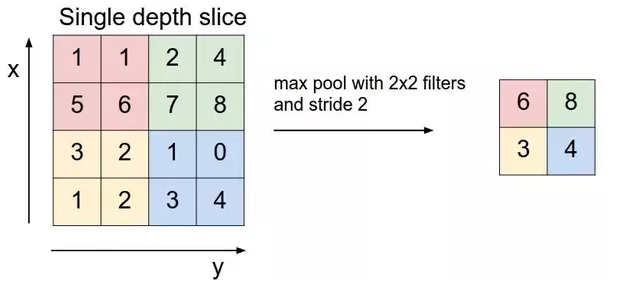 Single depth slice
x
1 1 2 4
5 6 7 8
3 2 1 0
1 2 3 4
y
max pool with 2x2 filters
and stride 2
6 8
3 4